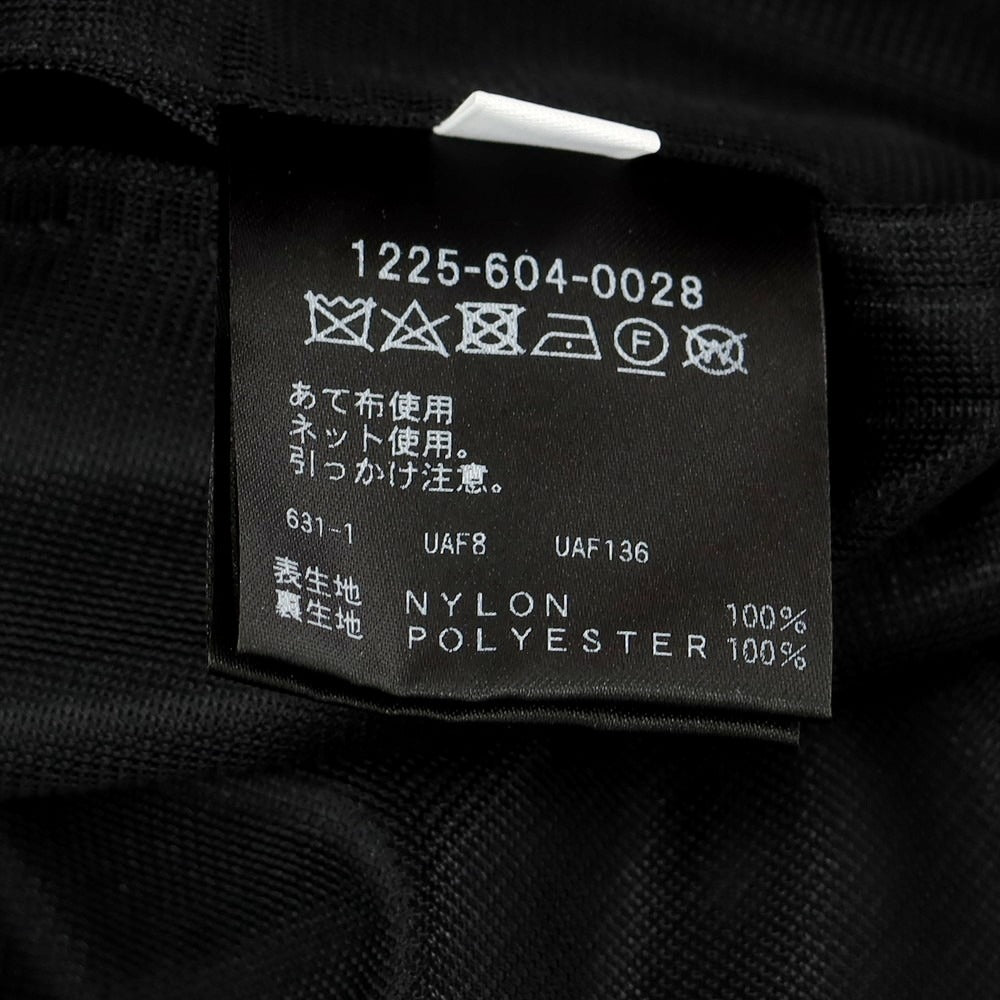 1225-604-0028
F W
あて布使用
ネット使用。
引っかけ注意。
631-1 UAF8 UAF136
表生地 NYLON 100%
裏生地 POLYESTER 100%